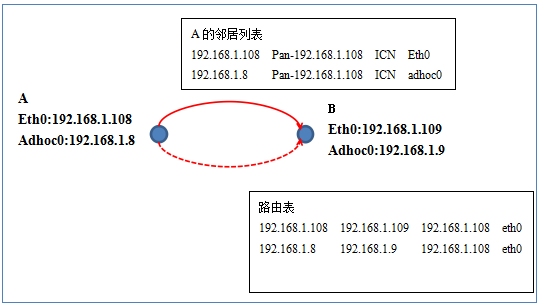 A 的邻居列表
192.168.1.108 Pan-192.168.1.108 ICN Eth0
192.168.1.8 Pan-192.168.1.108 ICN adhoc0
A
Eth0:192.168.1.108
Adhoc0:192.168.1.8
B
Eth0:192.168.1.109
Adhoc0:192.168.1.9
路由表
192.168.1.108 192.168.1.109 192.168.1.108 eth0
192.168.1.8 192.168.1.9 192.168.1.108 eth0